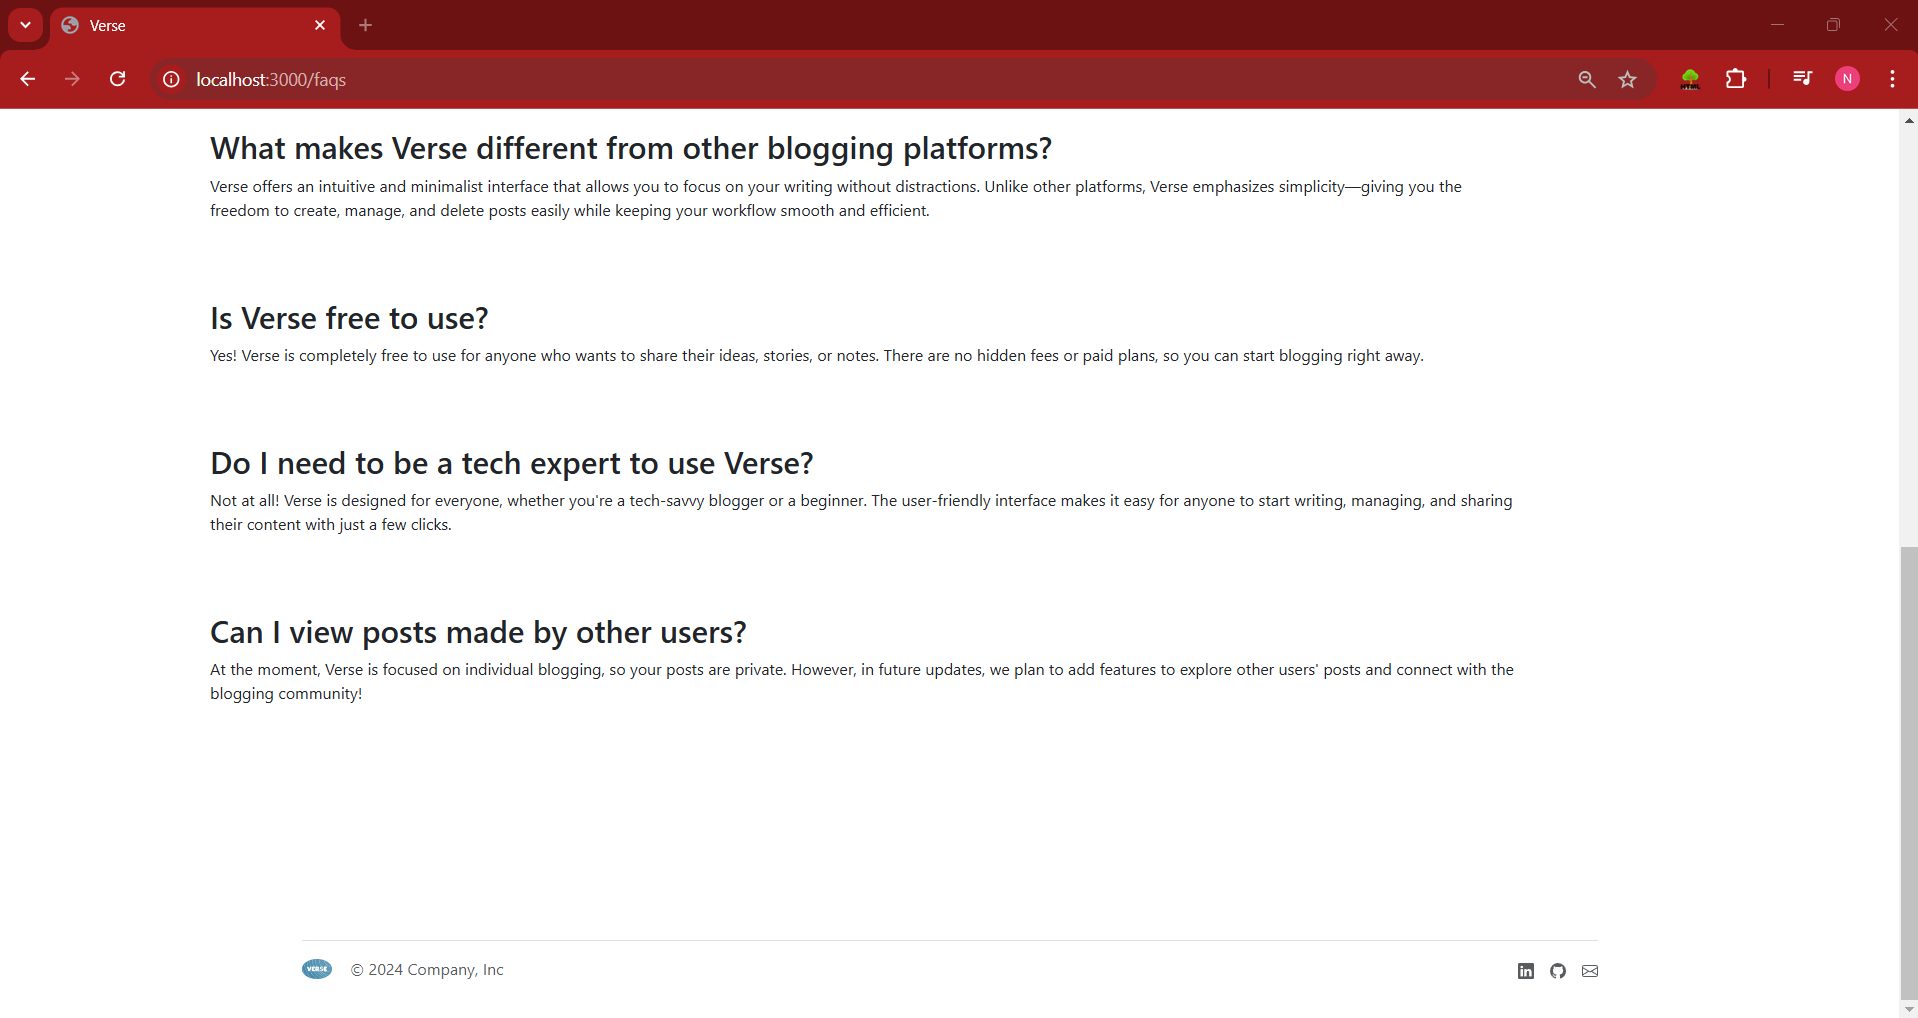 Verse
localhost:3000/faqs
HTML
N
What makes Verse different from other blogging platforms?
Verse offers an intuitive and minimalist interface that allows you to focus on your writing without distractions. Unlike other platforms, Verse emphasizes simplicity—giving you the
freedom to create, manage, and delete posts easily while keeping your workflow smooth and efficient.
Is Verse free to use?
Yes! Verse is completely free to use for anyone who wants to share their ideas, stories, or notes. There are no hidden fees or paid plans, so you can start blogging right away.
Do I need to be a tech expert to use Verse?
Not at all! Verse is designed for everyone, whether you're a tech-savvy blogger or a beginner. The user-friendly interface makes it easy for anyone to start writing, managing, and sharing
their content with just a few clicks.
Can I view posts made by other users?
At the moment, Verse is focused on individual blogging, so your posts are private. However, in future updates, we plan to add features to explore other users' posts and connect with the
blogging community!
VERSE © 2024 Company, Inc
in